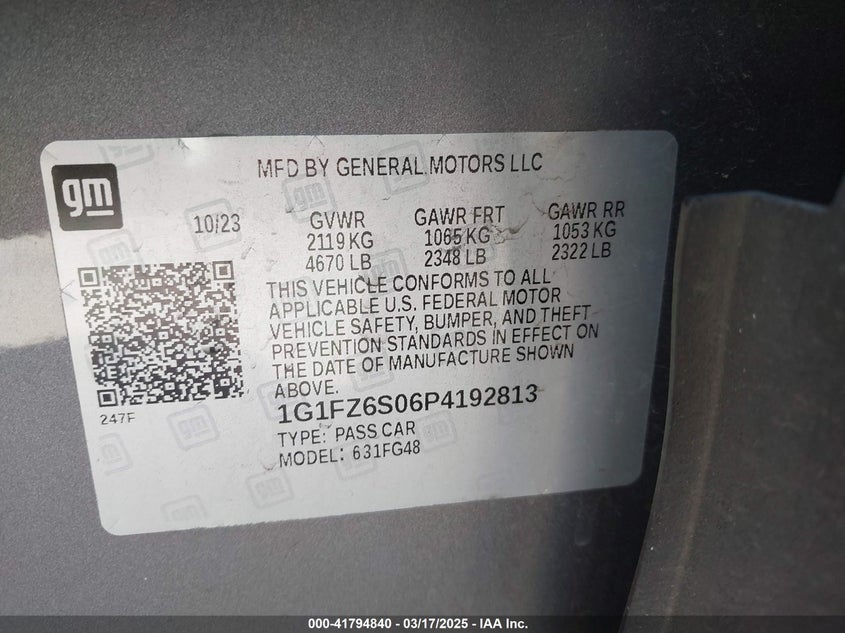 gm
MFD BY GENERAL MOTORS LLC
10/23 GVWR GAWR FRT GAWR RR
2119 KG 1065 KG 1053 KG
4670 LB 2348 LB 2322 LB
THIS VEHICLE CONFORMS TO ALL
APPLICABLE U.S. FEDERAL MOTOR
VEHICLE SAFETY, BUMPER, AND THEFT
PREVENTION STANDARDS IN EFFECT ON
THE DATE OF MANUFACTURE SHOWN
ABOVE.
247F
1G1FZ6S06P4192813
TYPE: PASS CAR
MODEL: 631FG48
000-41794840 - 03/17/2025 - IAA Inc.